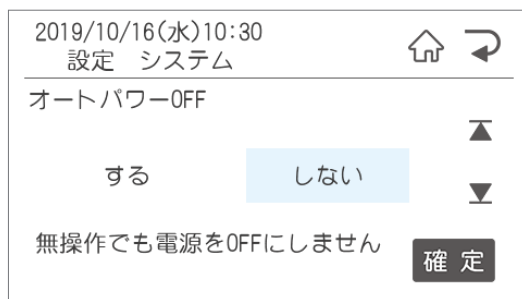 2019/10/16(水)10:30
設定 システム
オートパワーOFF
する しない
無操作でも電源をOFFにしません
確 定